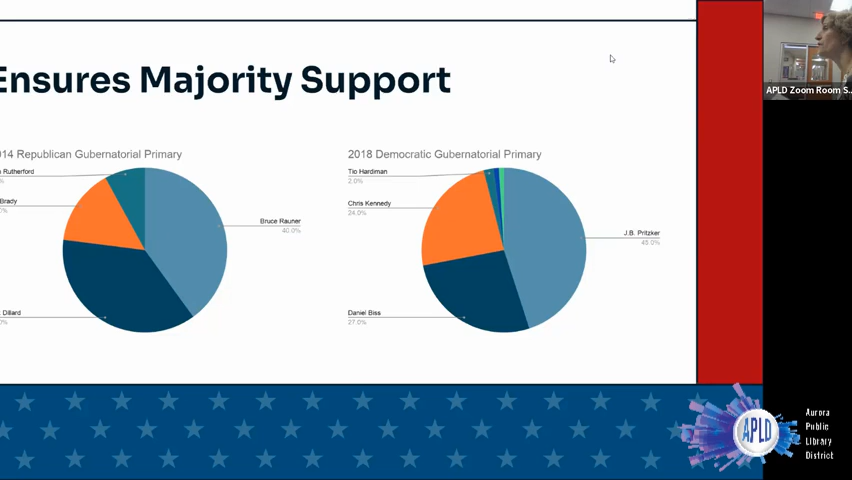 Ensures Majority Support
14 Republican Gubernatorial Primary
2018 Democratic Gubernatorial Primary
Rutherford
Brady
Dillard
Bruce Rauner
40.0%
Tio Hardiman
2.0%
Chris Kennedy
24.0%
Daniel Biss
27.0%
J.B. Pritzker
45.0%
APLD Zoom Room S...
APLD
Aurora
Public
Library
District